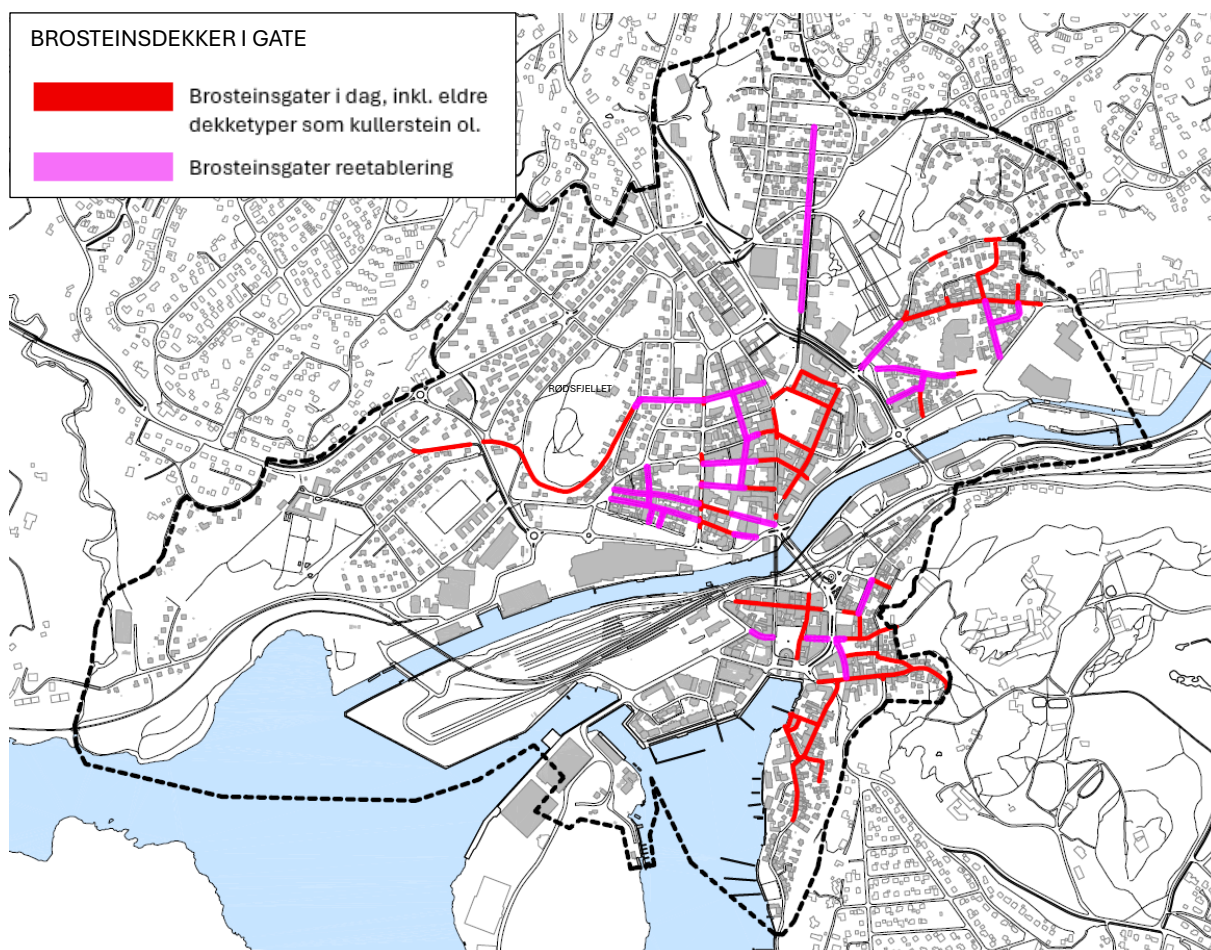 BROSTEINSDEKKER I GATE
Brosteinsgater i dag, inkl. eldre
dekketyper som kullerstein ol.
Brosteinsgater reetablering
RØDSFJELLET